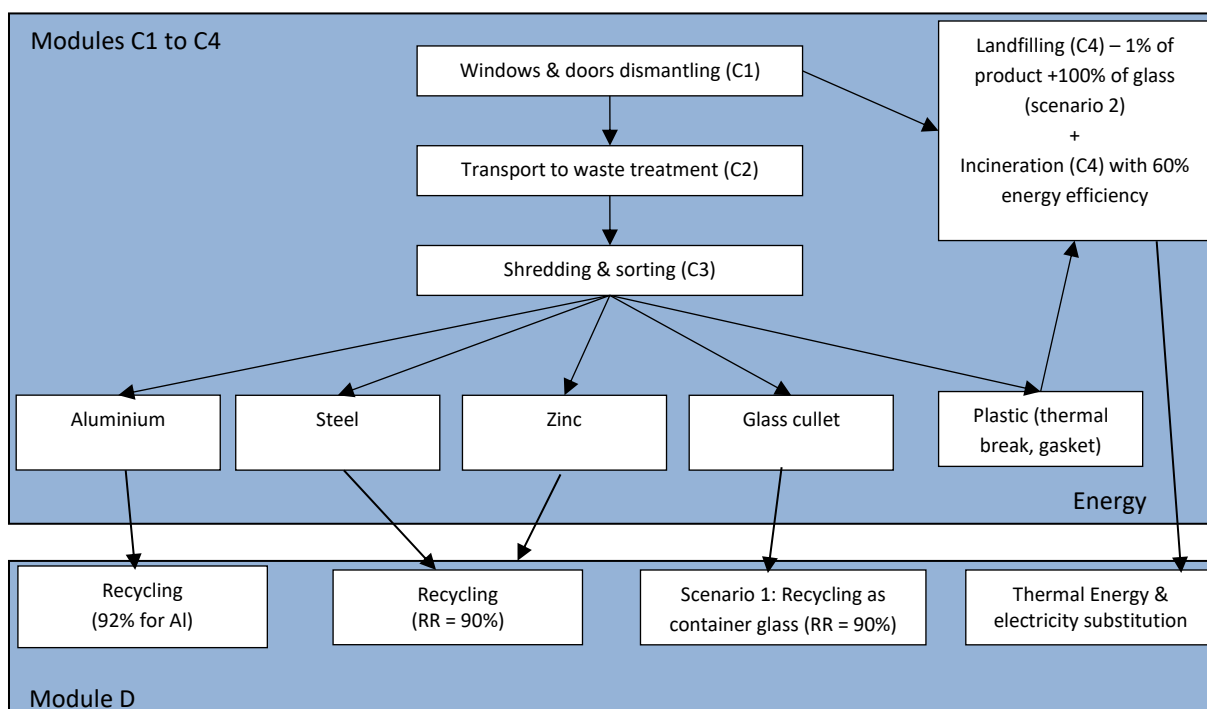 Modules C1 to C4
Windows & doors dismantling (C1)
Transport to waste treatment (C2)
Shredding & sorting (C3)
Landfilling (C4) – 1% of
product +100% of glass
(scenario 2)
+
Incineration (C4) with 60%
energy efficiency
Aluminium
Steel
Zinc
Glass cullet
Plastic (thermal
break, gasket)
Energy
Recycling
(92% for Al)
Recycling
(RR = 90%)
Scenario 1: Recycling as
container glass (RR = 90%)
Thermal Energy &
electricity substitution
Module D